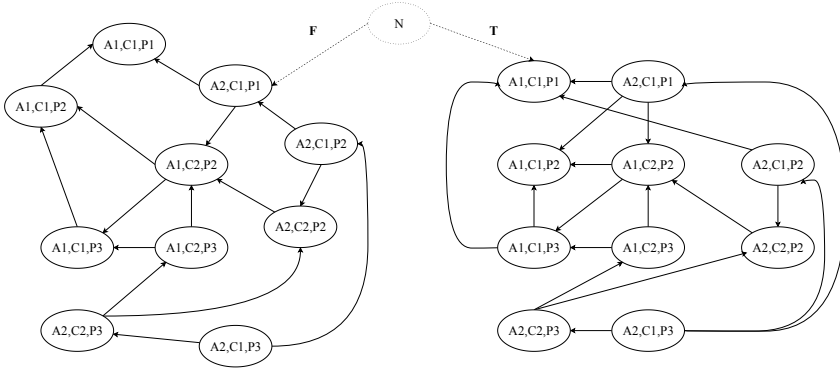 N
F
T
A1,C1,P1
A2,C1,P1
A1,C1,P2
A2,C1,P2
A1,C2,P2
A2,C2,P2
A1,C1,P3
A1,C2,P3
A2,C2,P3
A2,C1,P3
A1,C1,P1
A2,C1,P1
A1,C1,P2
A1,C2,P2
A2,C1,P2
A1,C1,P3
A1,C2,P3
A2,C2,P2
A2,C2,P3
A2,C1,P3